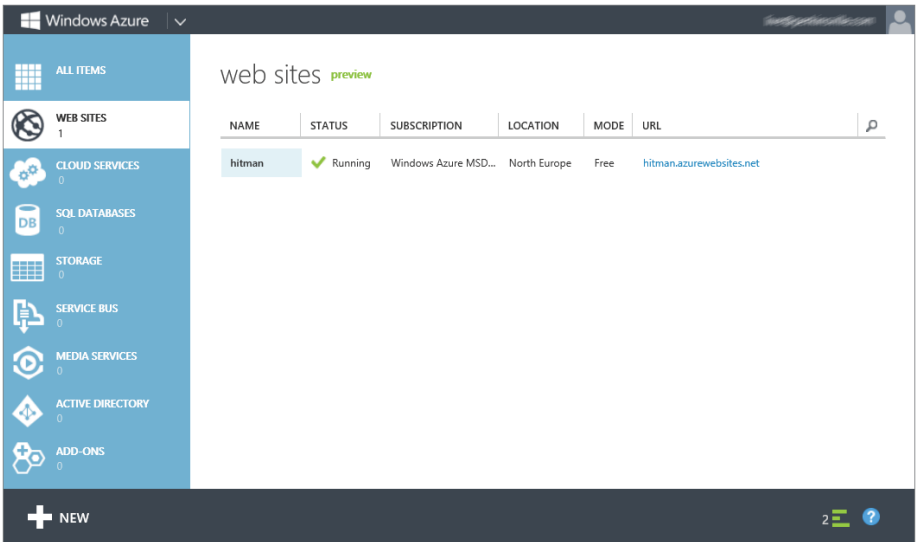 Windows Azure
ALL ITEMS
WEB SITES
1
CLOUD SERVICES
0
DB
SQL DATABASES
0
STORAGE
0
SERVICE BUS
0
MEDIA SERVICES
0
ACTIVE DIRECTORY
0
ADD-ONS
0
web sites preview
NAME STATUS SUBSCRIPTION LOCATION MODE URL
hitman Running Windows Azure MSD... North Europe Free hitman.azurewebsites.net
NEW
2 ?